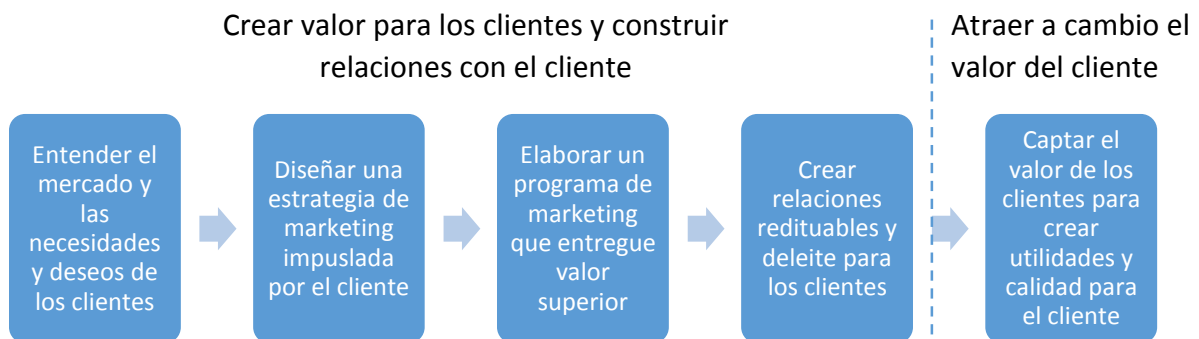 Crear valor para los clientes y construir
relaciones con el cliente
Atraer a cambio el
valor del cliente
Entender el
mercado y
las
necesidades
y deseos de
los clientes
Diseñar una
estrategia de
marketing
impuslada
por el cliente
Elaborar un
programa de
marketing
que entregue
valor
superior
Crear
relaciones
redituables y
deleite para
los clientes
Captar el
valor de los
clientes para
crear
utilidades y
calidad para
el cliente